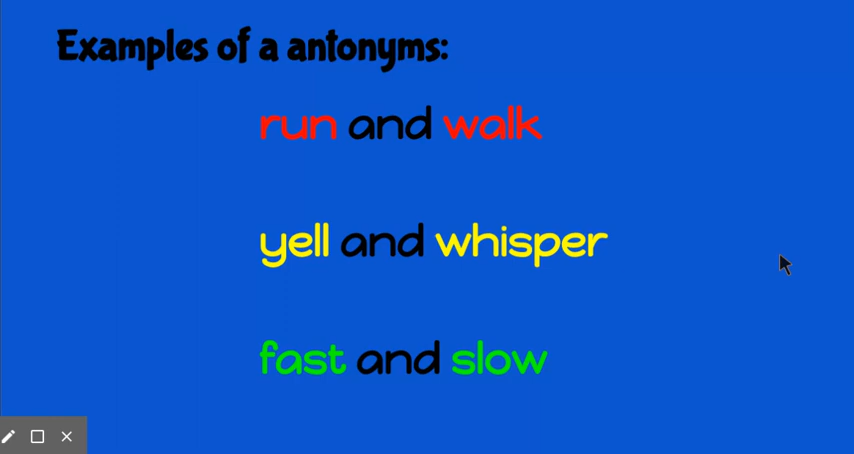 Examples of a antonyms:
run and walk
yell and whisper
fast and slow